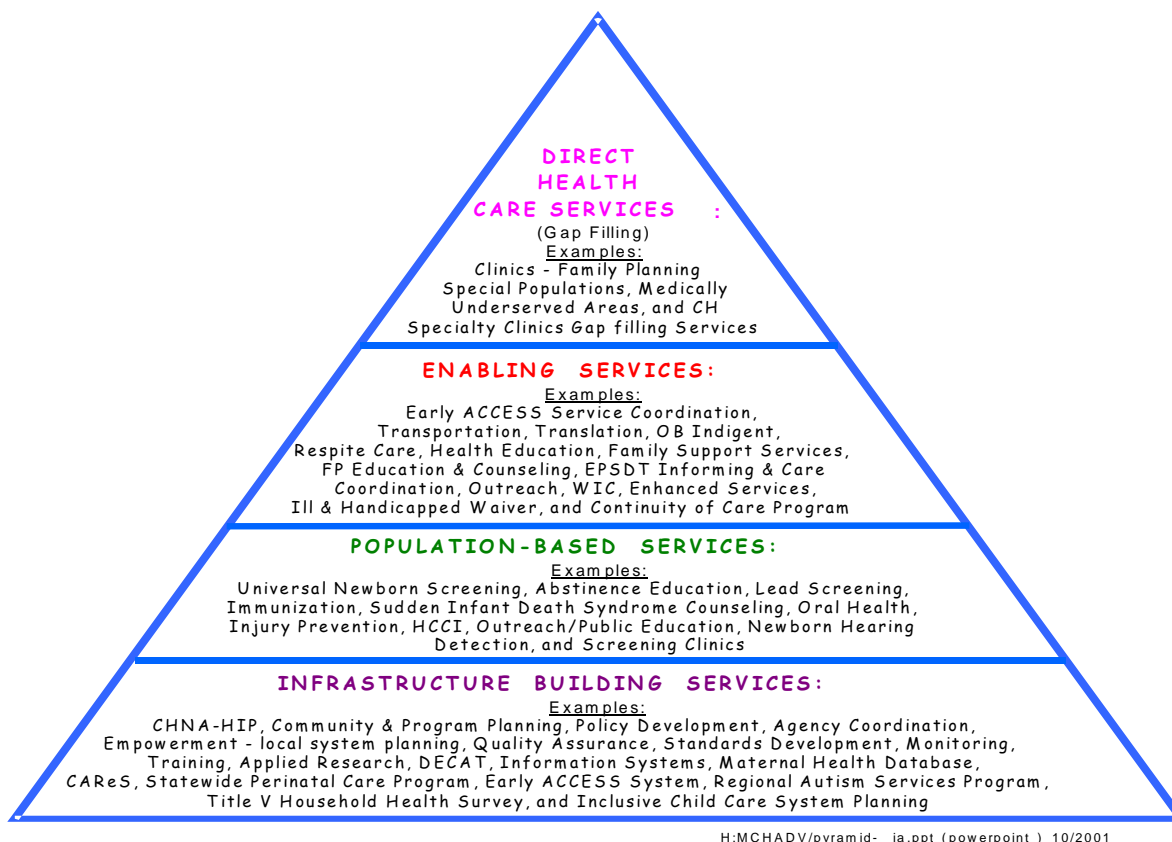 DIRECT
HEALTH
CARE SERVICES :
(Gap Filling)
Examples:
Clinics - Family Planning
Special Populations, Medically
Underserved Areas, and CH
Specialty Clinics Gap filling Services
ENABLING SERVICES:
Examples:
Early ACCESS Service Coordination,
Transportation, Translation, OB Indigent,
Respite Care, Health Education, Family Support Services,
FP Education & Counseling, EPSDT Informing & Care
Coordination, Outreach, WIC, Enhanced Services,
Ill & Handicapped Waiver, and Continuity of Care Program
POPULATION-BASED SERVICES:
Examples:
Universal Newborn Screening, Abstinence Education, Lead Screening,
Immunization, Sudden Infant Death Syndrome Counseling, Oral Health,
Injury Prevention, HCCI, Outreach/Public Education, Newborn Hearing
Detection, and Screening Clinics
INFRASTRUCTURE BUILDING SERVICES:
Examples:
CHNA-HIP, Community & Program Planning, Policy Development, Agency Coordination,
Empowerment - local system planning, Quality Assurance, Standards Development, Monitoring,
Training, Applied Research, DECAT, Information Systems, Maternal Health Database,
CAReS, Statewide Perinatal Care Program, Early ACCESS System, Regional Autism Services Program,
Title V Household Health Survey, and Inclusive Child Care System Planning
H:MCHADV/pyramid- ia.ppt (powerpoint ) 10/2001